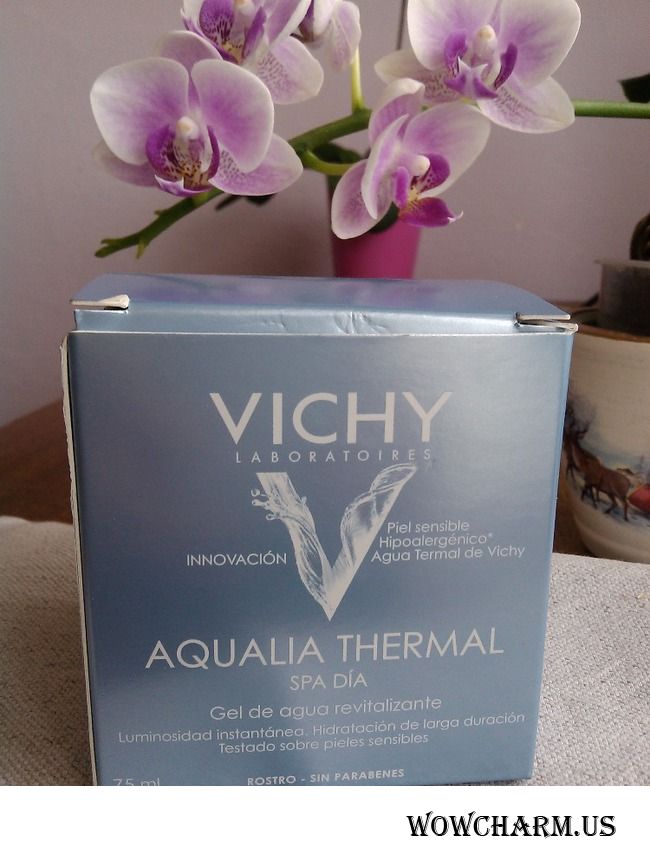 VICHY
LABORATOIRES
INNOVACIÓN
Piel sensible
Hipoalergénico*
Agua Termal de Vichy
AQUALIA THERMAL
SPA DÍA
Gel de agua revitalizante
Luminosidad instantánea. Hidratación de larga duración
Testado sobre pieles sensibles
75 ml
ROSTRO - SIN PARABENES
WOWCHARM.US